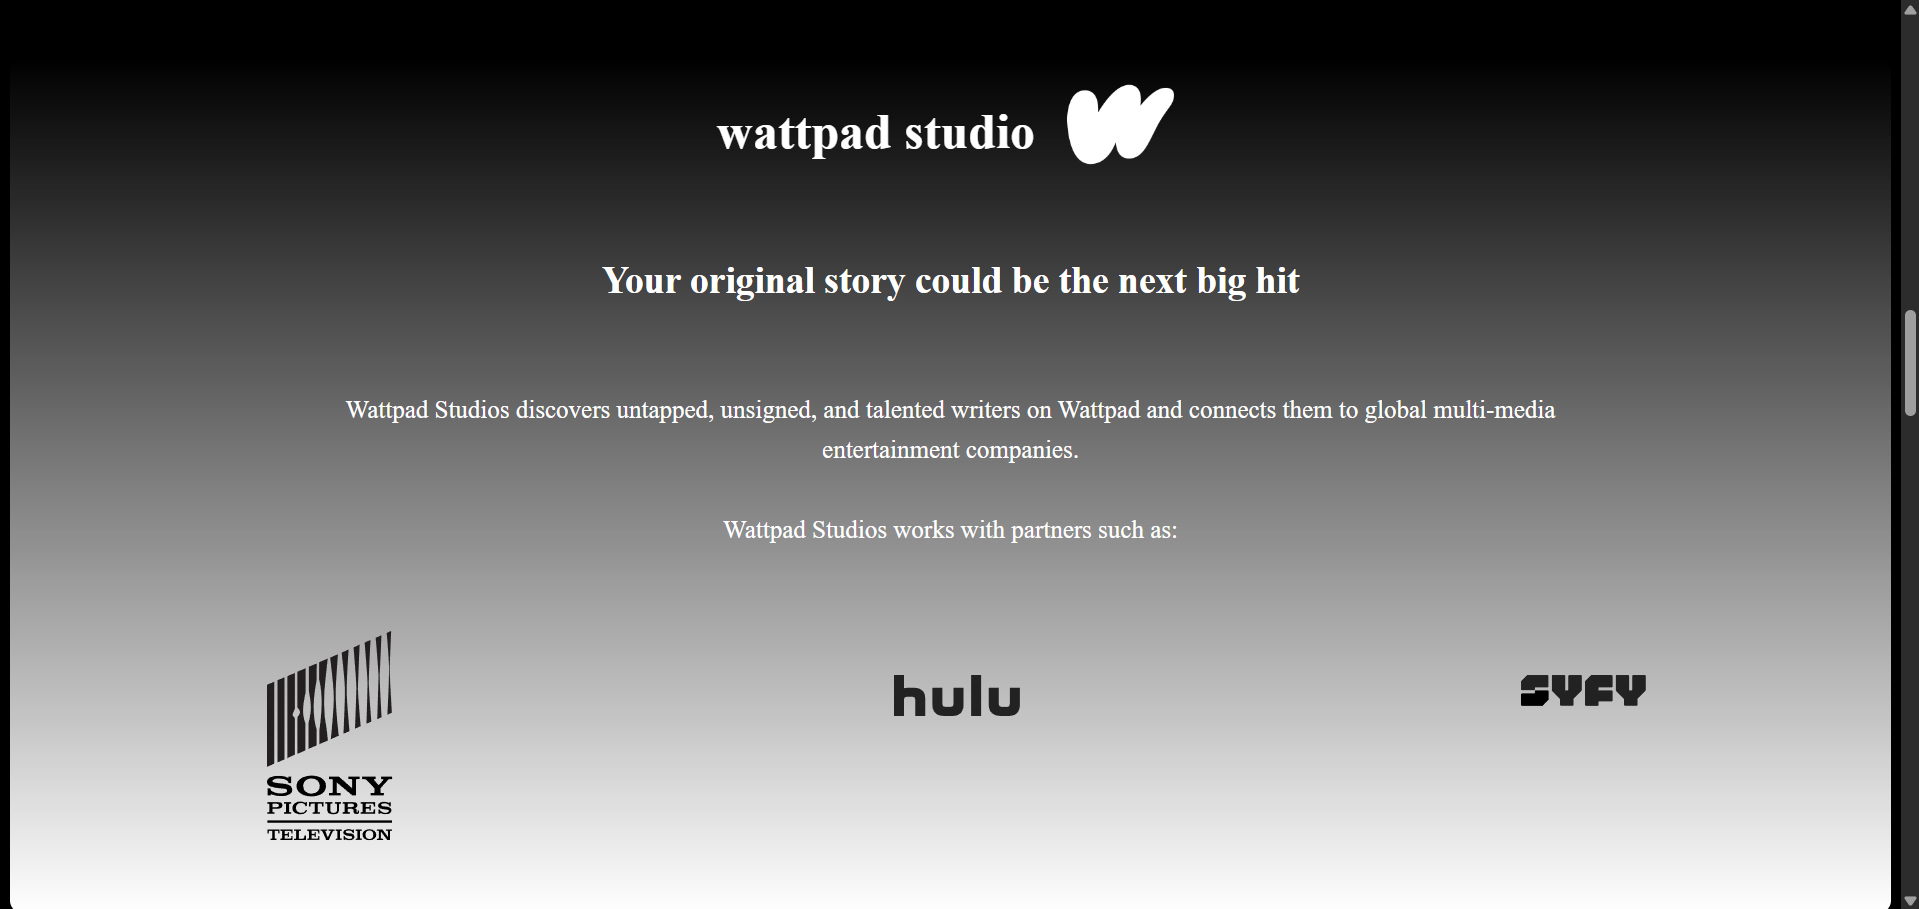 wattpad studio
Your original story could be the next big hit
Wattpad Studios discovers untapped, unsigned, and talented writers on Wattpad and connects them to global multi-media
entertainment companies.
Wattpad Studios works with partners such as:
SONY
PICTURES
TELEVISION
hulu
SYFY